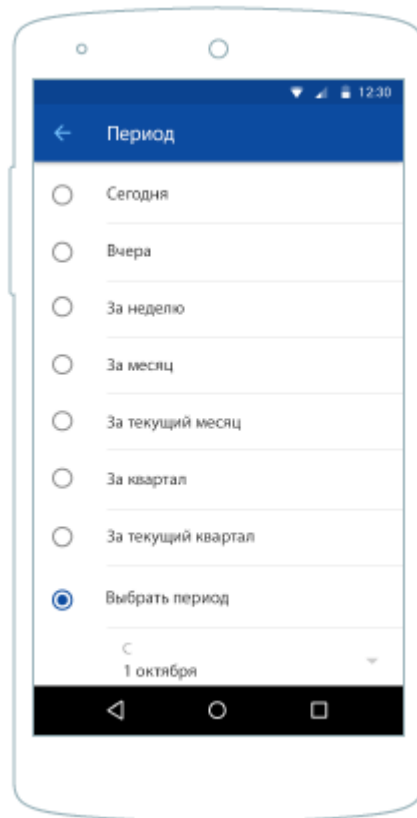 12:30
Период
Сегодня
Вчера
За неделю
За месяц
За текущий месяц
За квартал
За текущий квартал
Выбрать период
С
1 октября